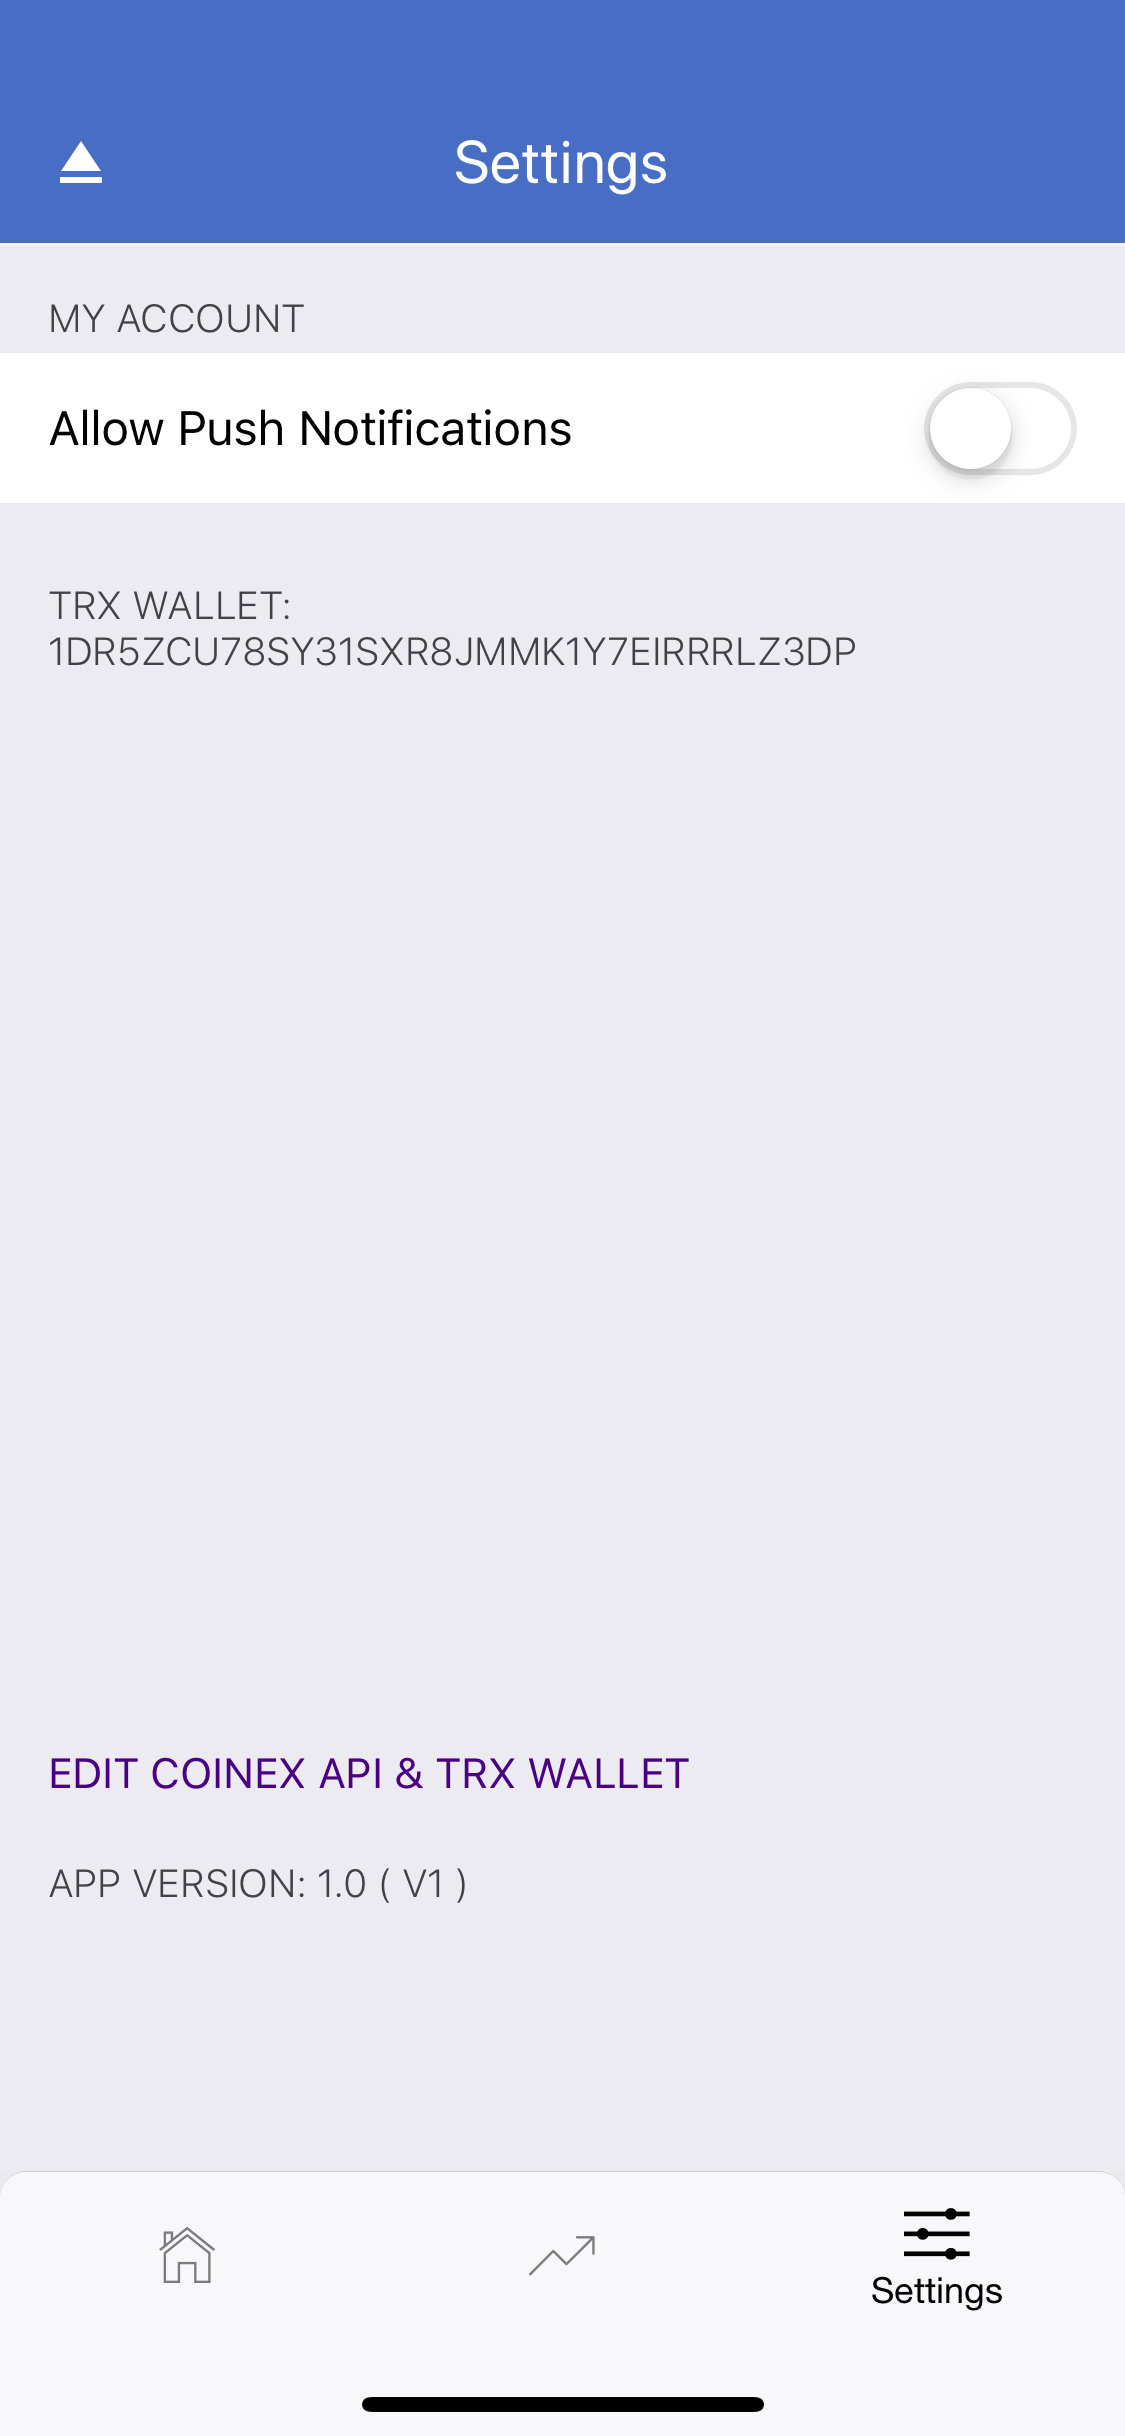 Settings
MY ACCOUNT
Allow Push Notifications
TRX WALLET:
1DR5ZCU78SY31SXR8JMMK1Y7EIRRRLZ3DP
EDIT COINEX API & TRX WALLET
APP VERSION: 1.0 ( V1 )
Settings